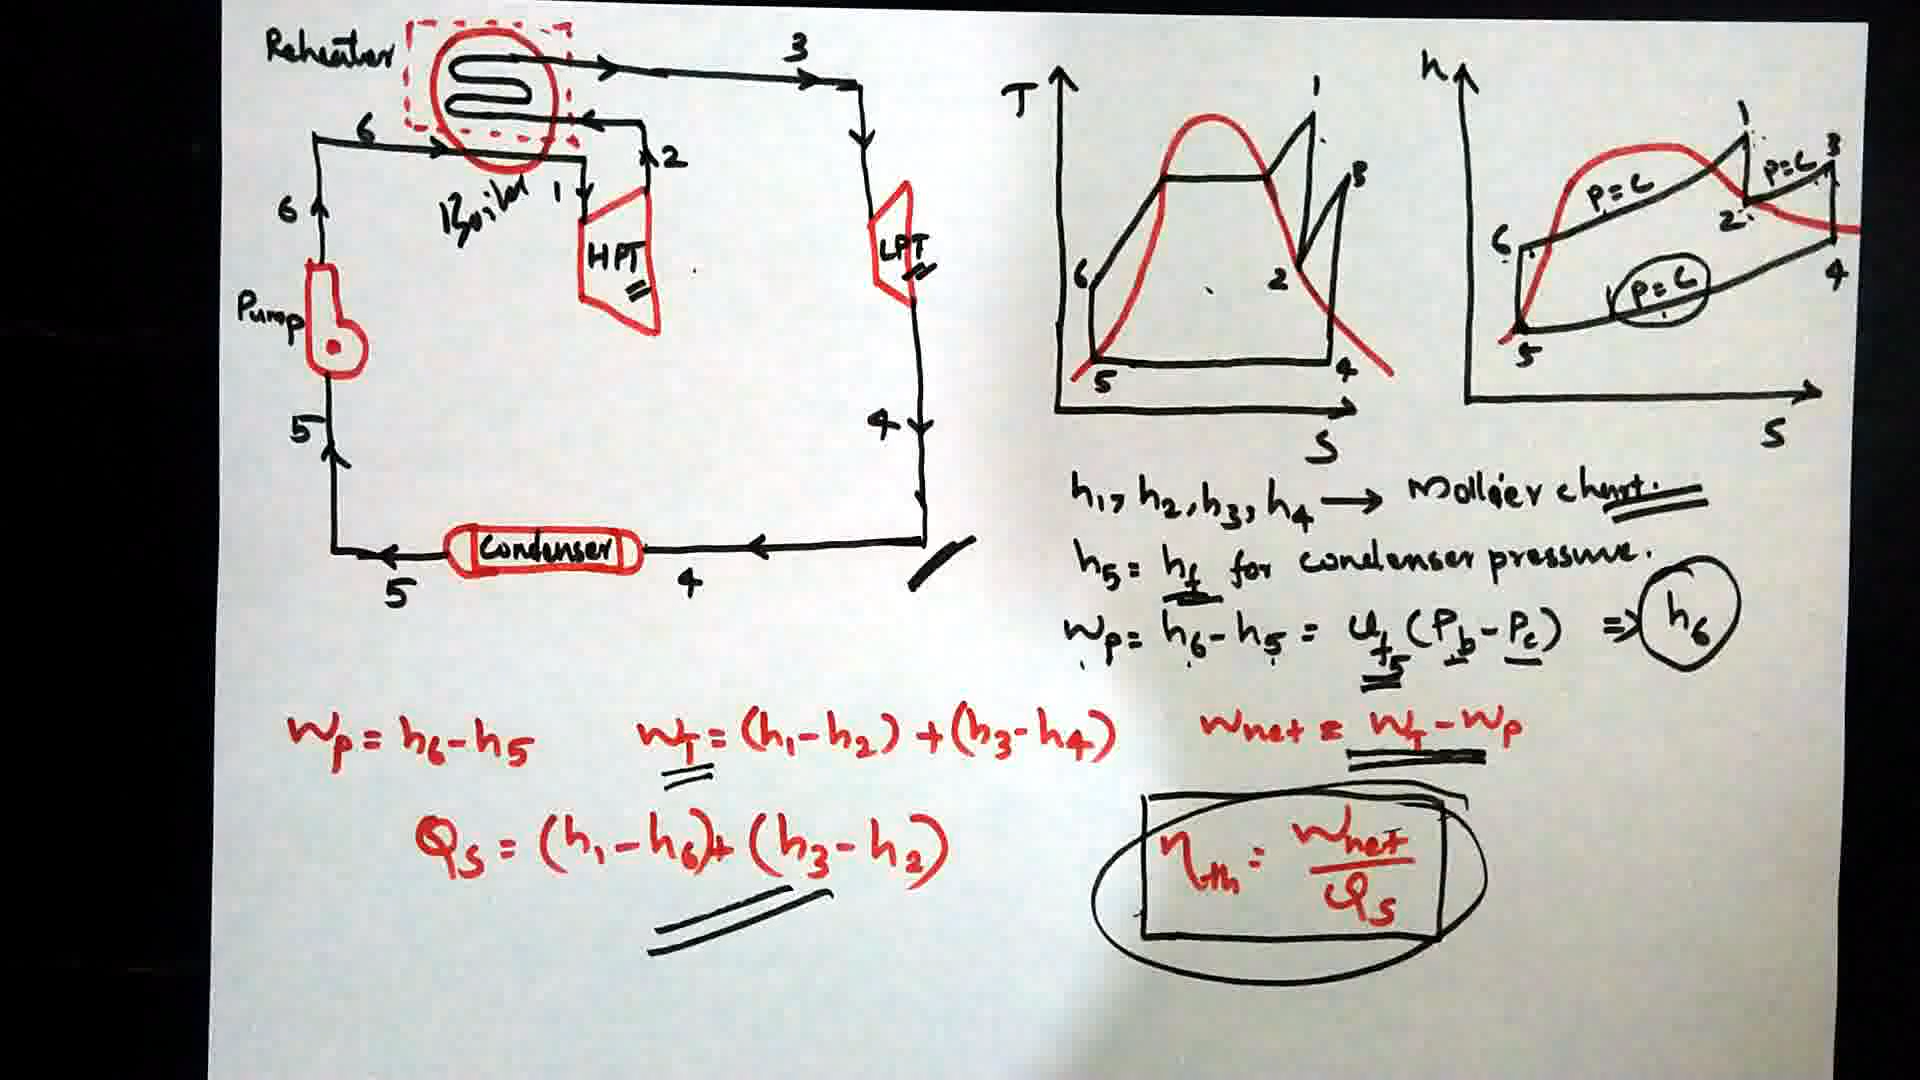 Reheater
3
6
2
Boiler
1
6
HPT
LPT
Pump
5
4
Condenser
5
4
T
1
3
6
2
5
4
S
h
1
3
P=C
P=C
2
6
4
P=C
5
S
h₁, h₂, h₃, h₄ → Mollier chart.
h₅ = hf for condenser pressure.
Wp = h₆-h₅ = υf₅ (Pb-Pc) ⇒ h₆
Wp = h₆-h₅
WT = (h₁-h₂) + (h₃-h₄)
Wnet = WT-Wp
Qs = (h₁-h₆)+(h₃-h₂)
ηth = Wnet/Qs